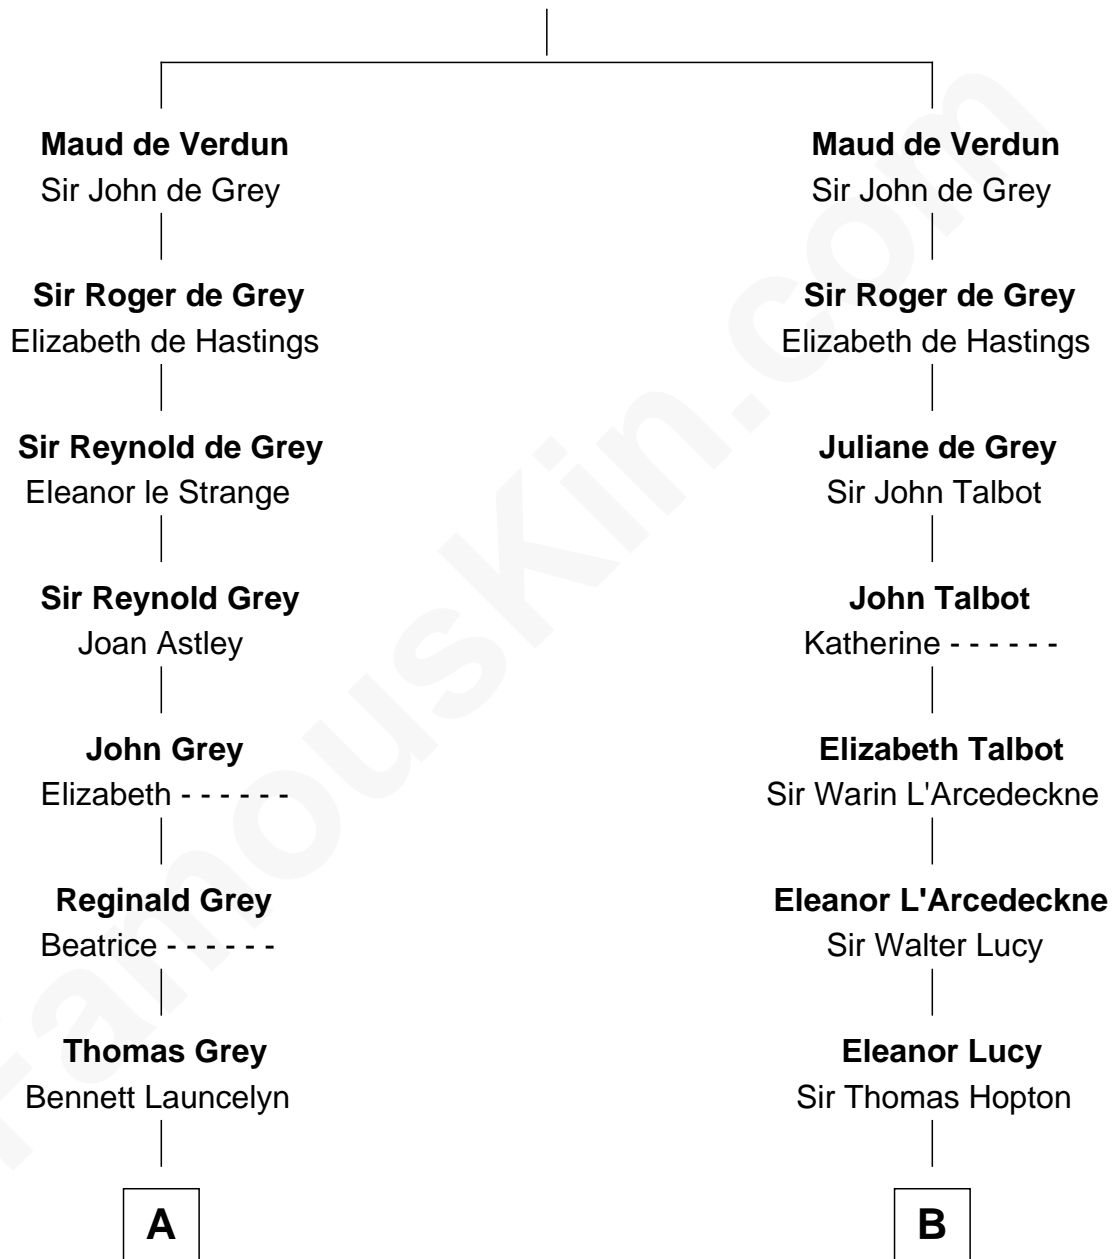 Maud de Verdun
Sir John de Grey
Sir Roger de Grey
Elizabeth de Hastings
Sir Reynold de Grey
Eleanor le Strange
Sir Reynold Grey
Joan Astley
John Grey
Elizabeth - - - - - -
Reginald Grey
Beatrice - - - - - -
Thomas Grey
Bennett Launcelyn
A
Maud de Verdun
Sir John de Grey
Sir Roger de Grey
Elizabeth de Hastings
Juliane de Grey
Sir John Talbot
John Talbot
Katherine - - - - - -
Elizabeth Talbot
Sir Warin L'Arcedeckne
Eleanor L'Arcedeckne
Sir Walter Lucy
Eleanor Lucy
Sir Thomas Hopton
B
FamousKin.com